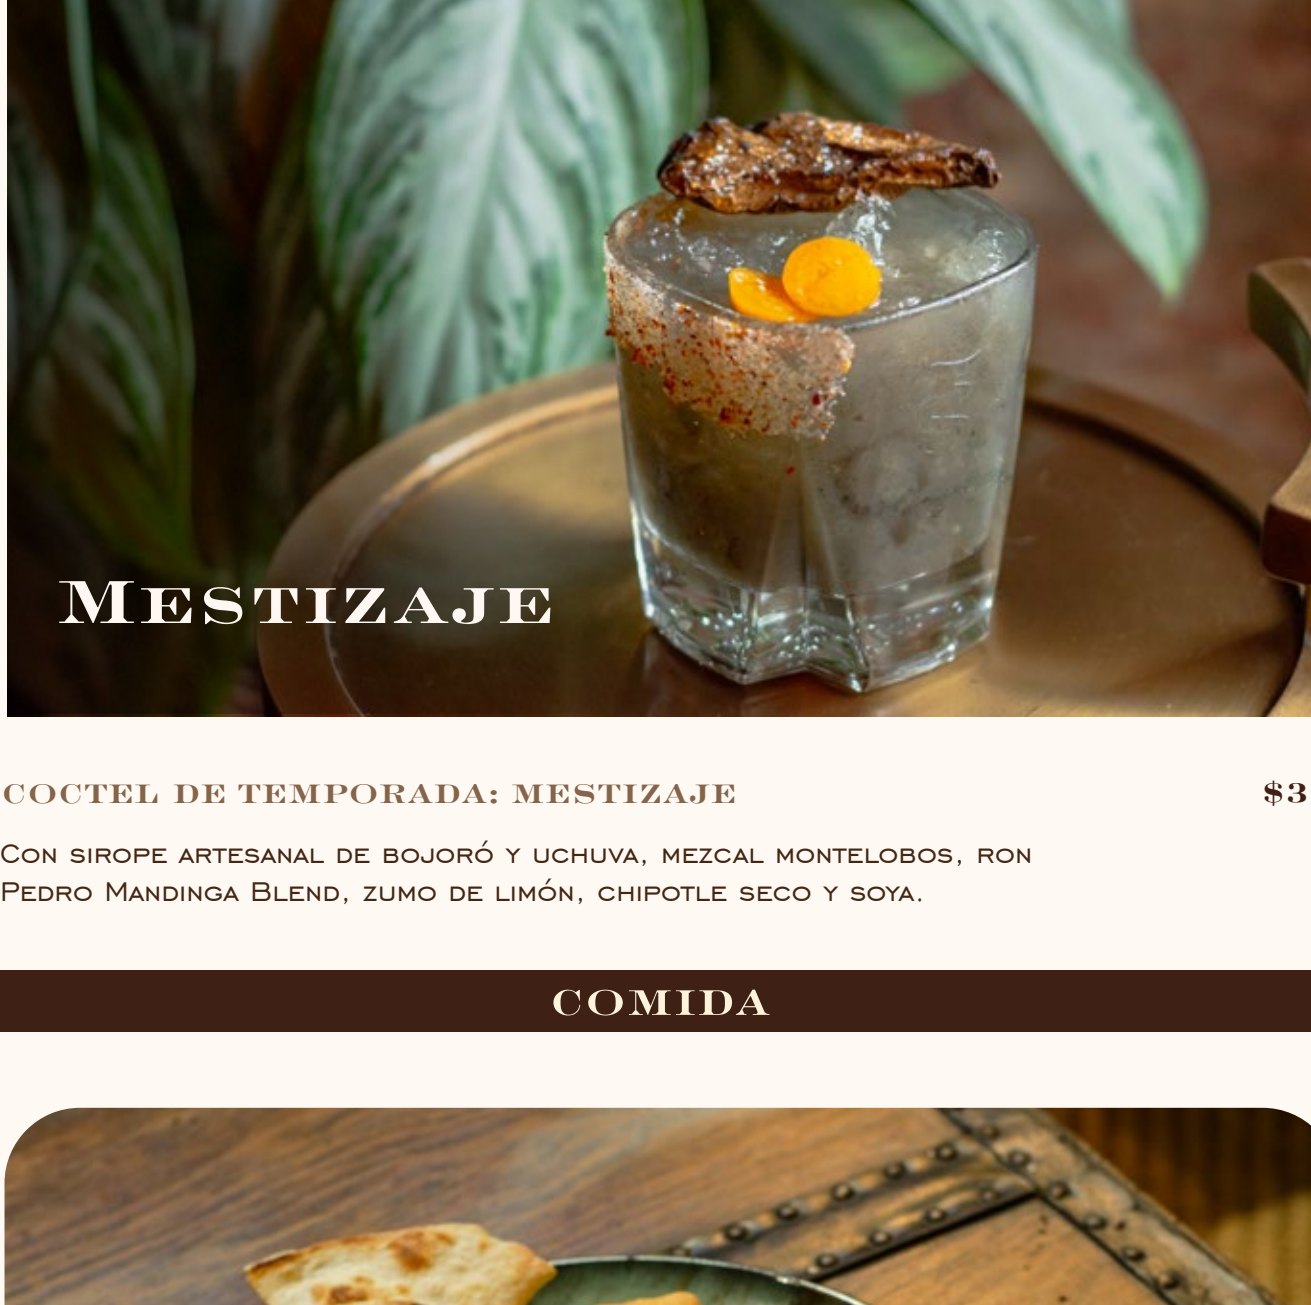 Mestizaje
COCTEL DE TEMPORADA: MESTIZAJE $3
Con sirope artesanal de bojoró y uchuva, mezcal montelobos, ron
Pedro Mandinga Blend, zumo de limón, chipotle seco y soya.
COMIDA